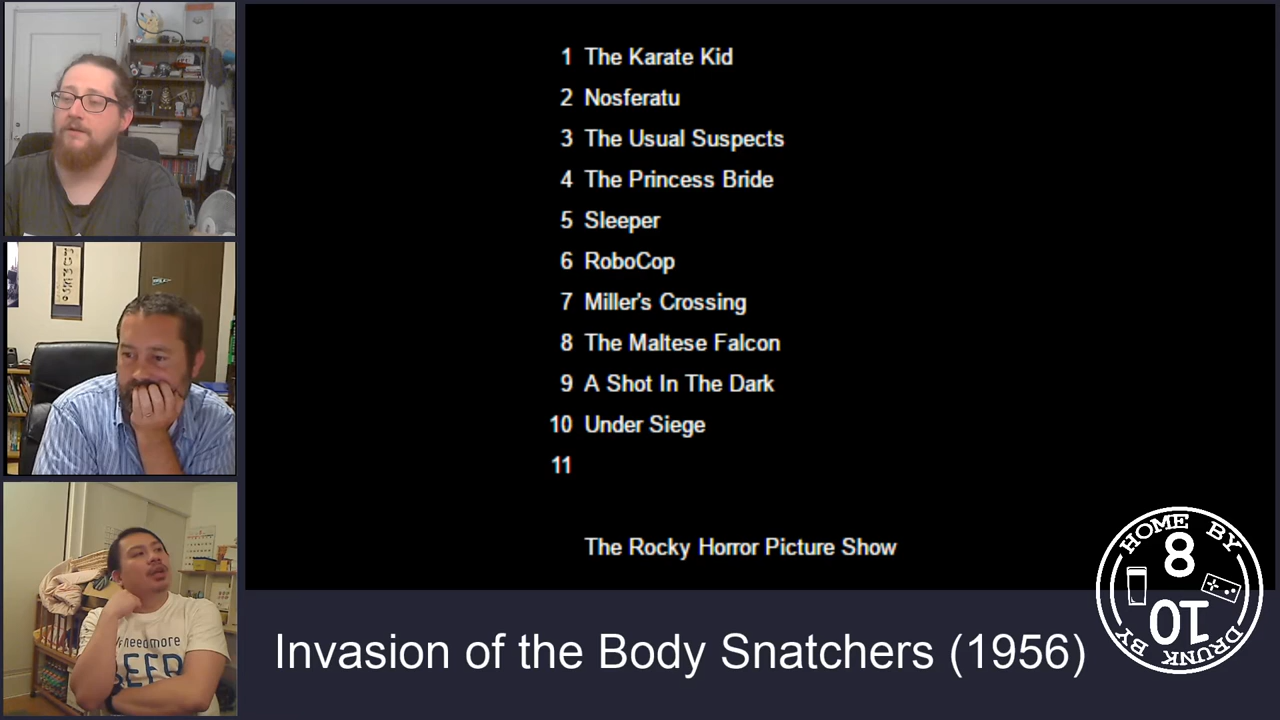 1 The Karate Kid
2 Nosferatu
3 The Usual Suspects
4 The Princess Bride
5 Sleeper
6 RoboCop
7 Miller's Crossing
8 The Maltese Falcon
9 A Shot In The Dark
10 Under Siege
11
The Rocky Horror Picture Show
Invasion of the Body Snatchers (1956)
HOME BY
8
10
DRUNK BY
#needmore
BEER